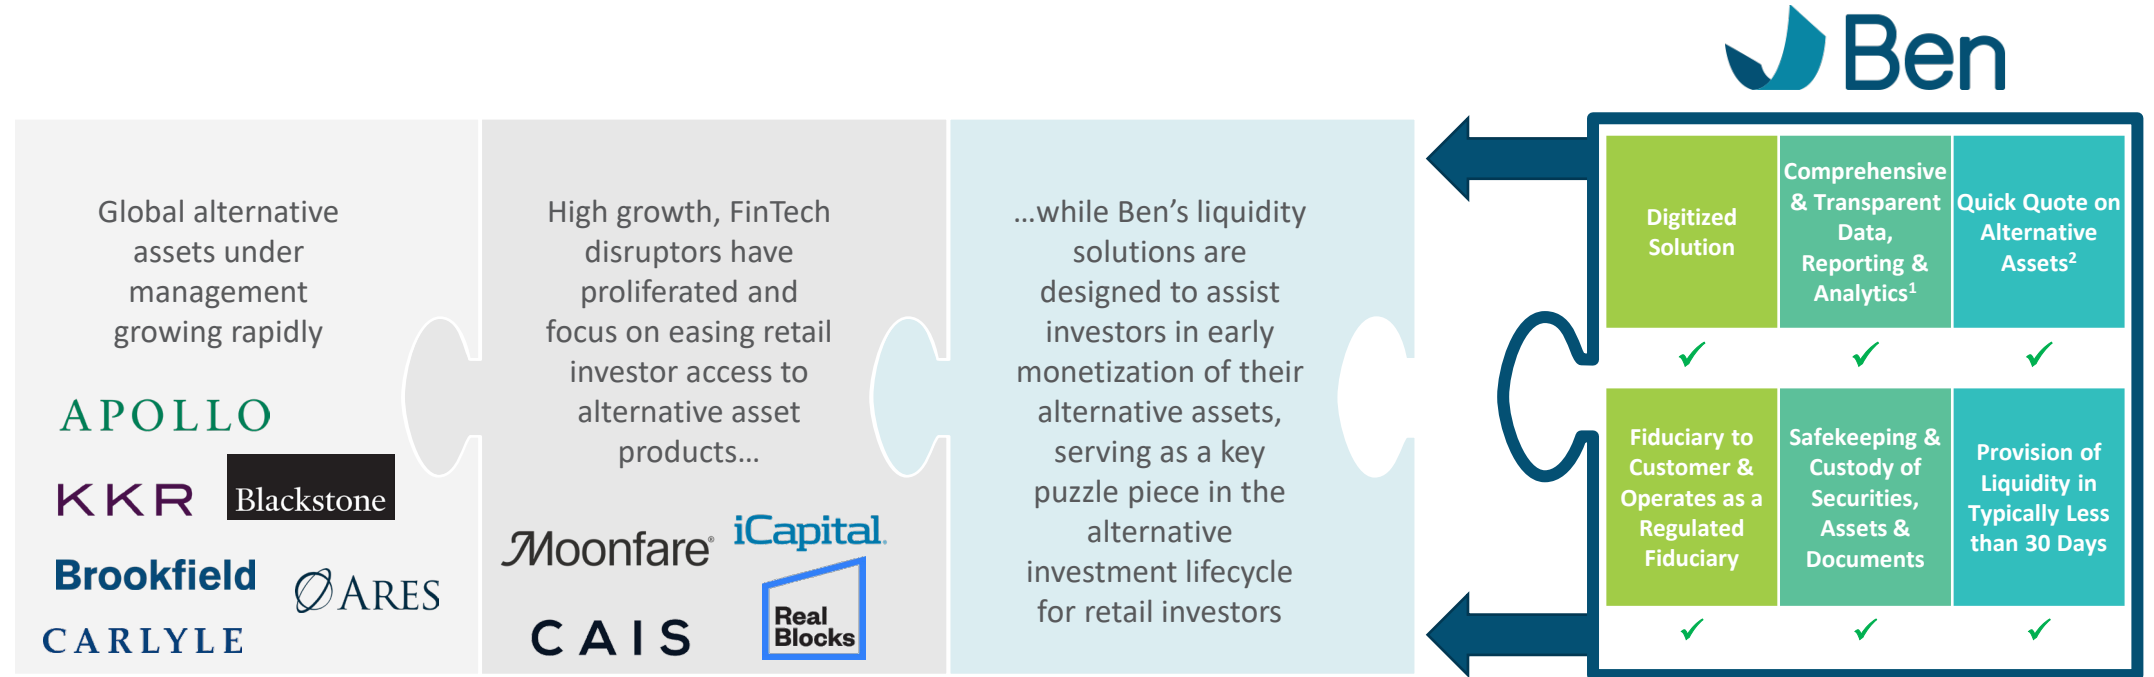 Ben
Global alternative
assets under
management
growing rapidly
APOLLO
KKR
Blackstone
Brookfield
ARES
CARLYLE
High growth, FinTech
disruptors have
proliferated and
focus on easing retail
investor access to
alternative asset
products...
Moonfare®
iCapital.
CAIS
Real
Blocks
...while Ben's liquidity
solutions are
designed to assist
investors in early
monetization of their
alternative assets,
serving as a key
puzzle piece in the
alternative
investment lifecycle
for retail investors
Digitized
Solution
Comprehensive
& Transparent
Data,
Reporting &
Analytics1
Quick Quote on
Alternative
Assets2
Fiduciary to
Customer &
Operates as a
Regulated
Fiduciary
Safekeeping &
Custody of
Securities,
Assets &
Documents
Provision of
Liquidity in
Typically Less
than 30 Days